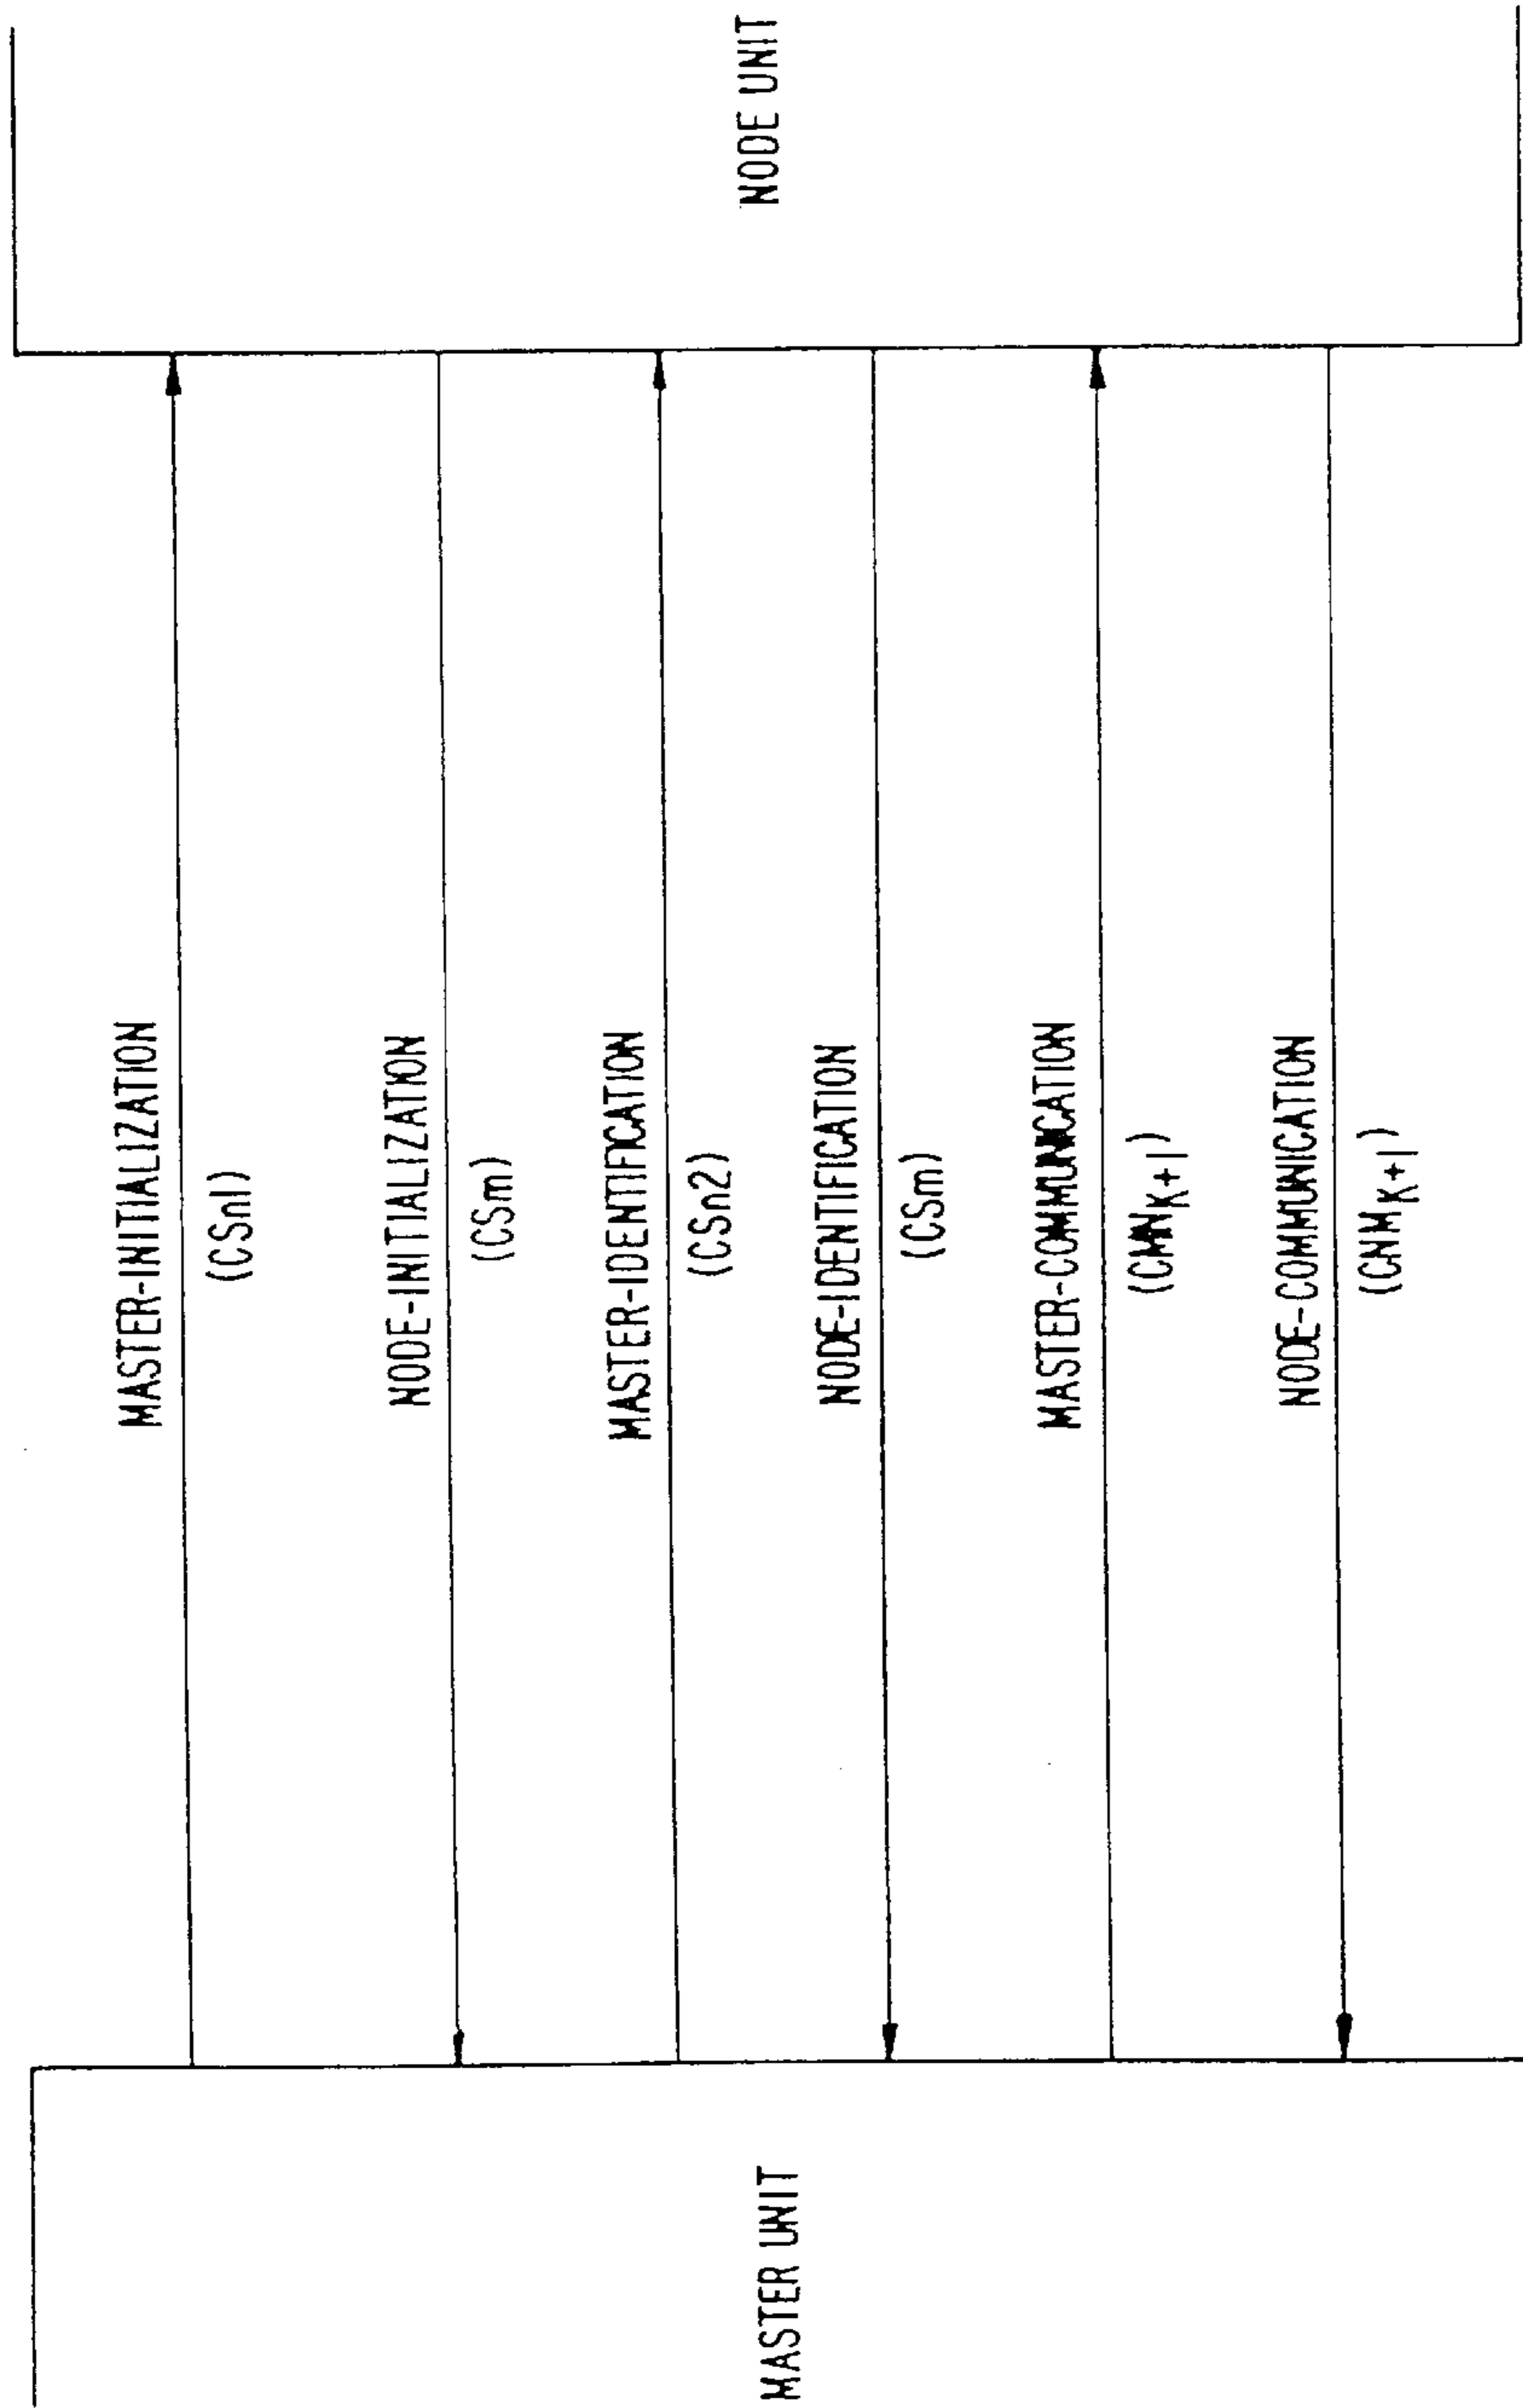 MASTER UNIT
NODE UNIT
MASTER-INITIALIZATION
(CSn1)
NODE-INITIALIZATION
(CSm)
MASTER-IDENTIFICATION
(CSn2)
NODE-IDENTIFICATION
(CSm)
MASTER-COMMUNICATION
(CMNK+1)
NODE-COMMUNICATION
(CNMK+1)